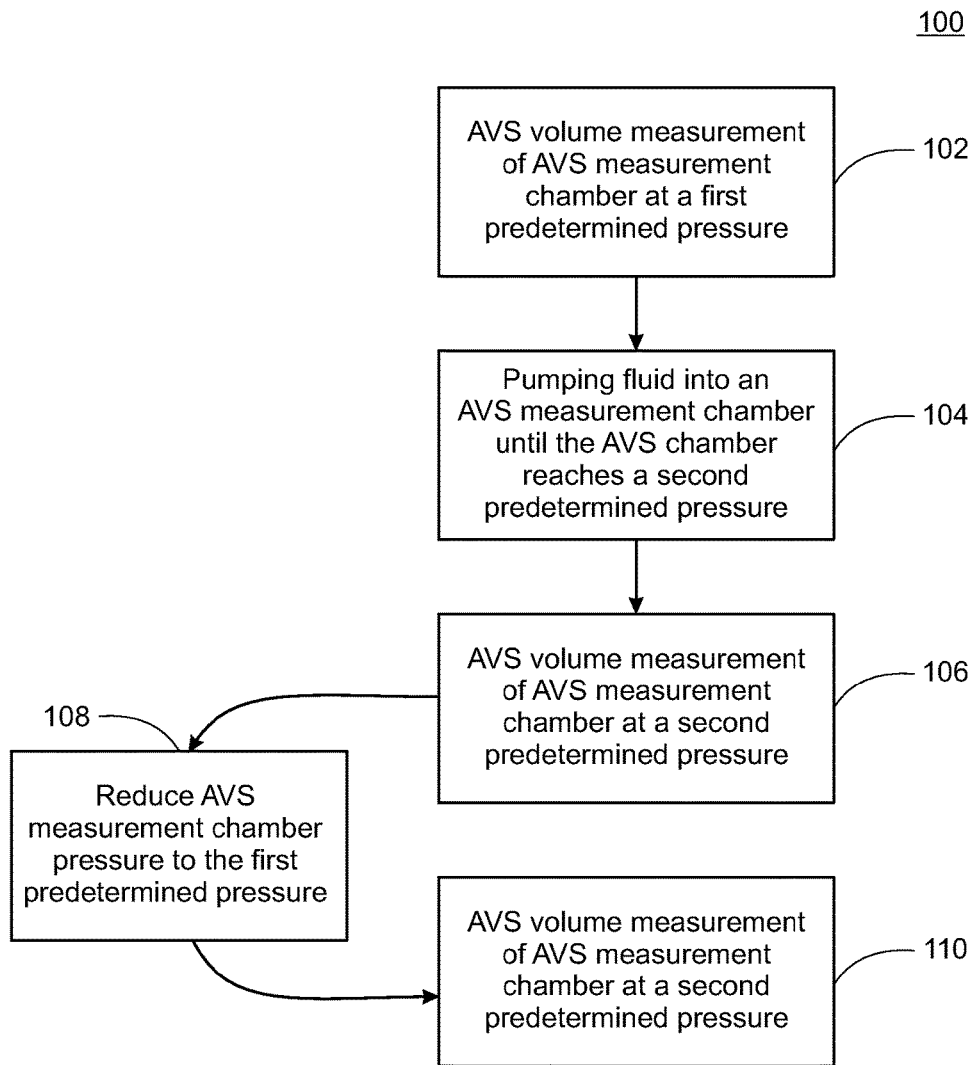 100
AVS volume measurement
of AVS measurement
chamber at a first
predetermined pressure
102
Pumping fluid into an
AVS measurement chamber
until the AVS chamber
reaches a second
predetermined pressure
104
AVS volume measurement
of AVS measurement
chamber at a second
predetermined pressure
106
108
Reduce AVS
measurement chamber
pressure to the first
predetermined pressure
AVS volume measurement
of AVS measurement
chamber at a second
predetermined pressure
110